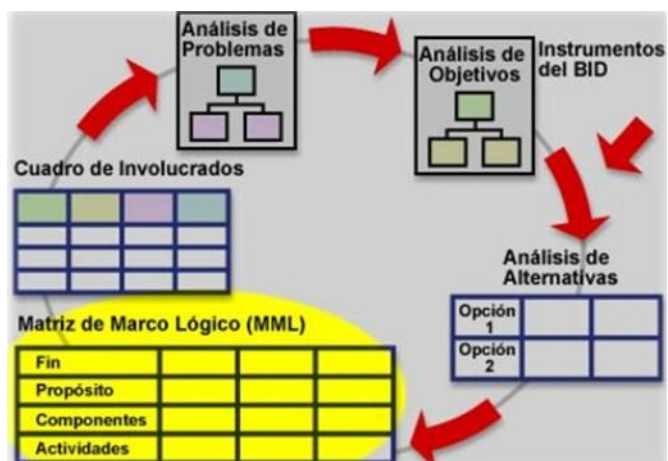 Análisis de
Problemas
Análisis de
Objetivos
Instrumentos
del BID
Cuadro de Involucrados
Análisis de
Alternativas
Opción
1
Opción
2
Matriz de Marco Lógico (MML)
Fin
Propósito
Componentes
Actividades